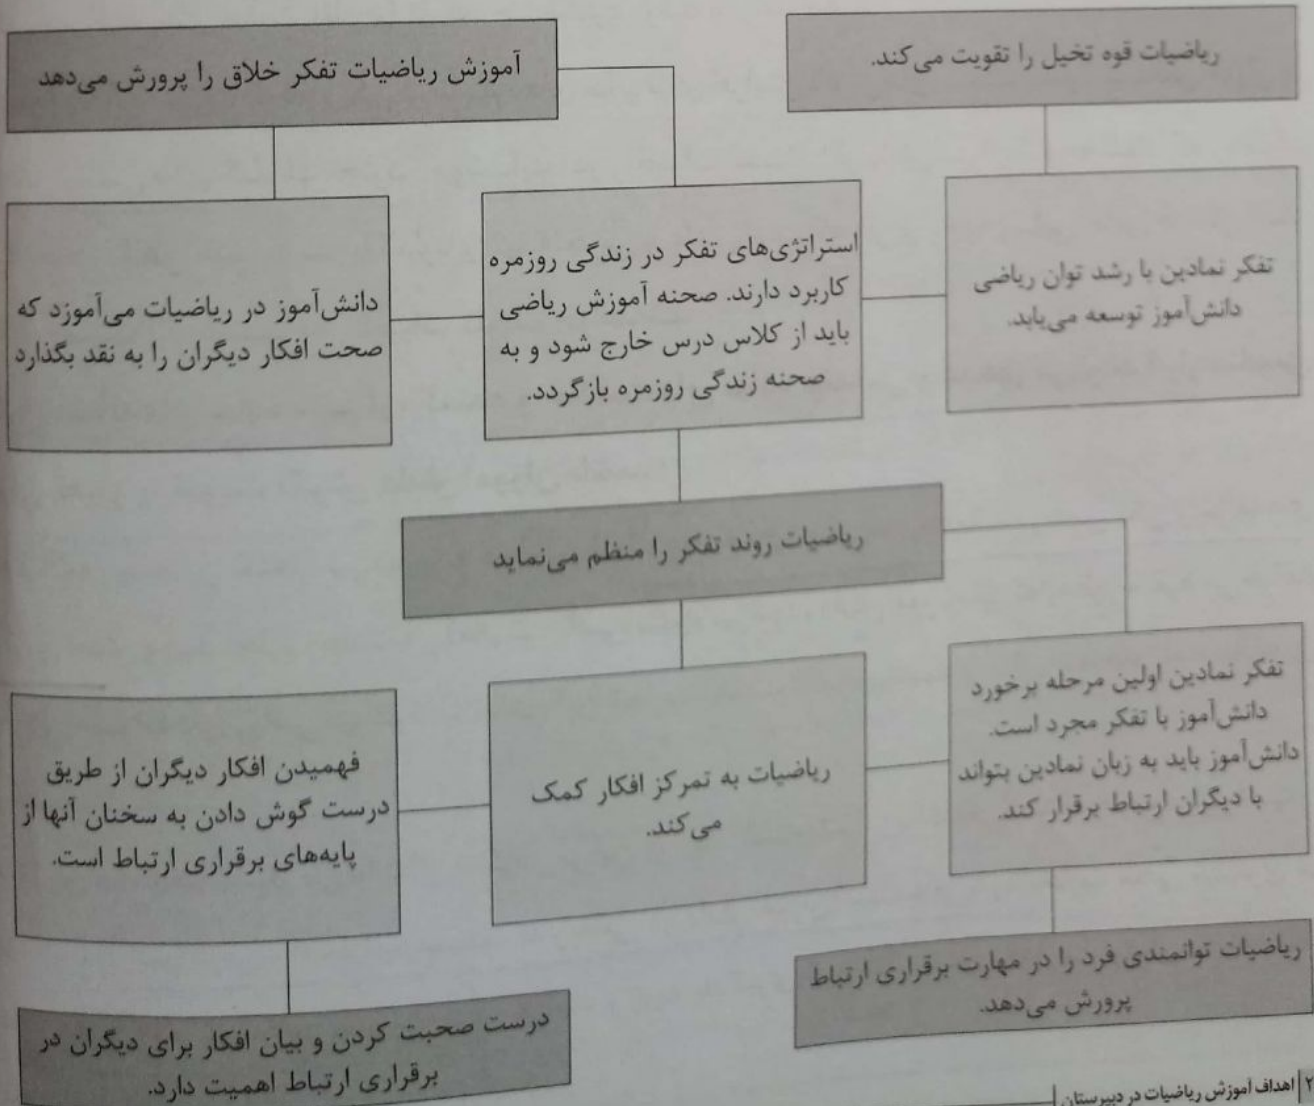 ریاضیات قوه تخیل را تقویت می‌کند.
آموزش ریاضیات تفکر خلاق را پرورش می‌دهد
تفکر نمادین با رشد توان ریاضی
دانش‌آموز توسعه می‌یابد.
استراتژی‌های تفکر در زندگی روزمره
کاربرد دارند. صحنه آموزش ریاضی
باید از کلاس درس خارج شود و به
صحنه زندگی روزمره بازگردد.
دانش‌آموز در ریاضیات می‌آموزد که
صحت افکار دیگران را به نقد بگذارد
ریاضیات روند تفکر را منظم می‌نماید
تفکر نمادین اولین مرحله برخورد
دانش‌آموز با تفکر مجرد است.
دانش‌آموز باید به زبان نمادین بتواند
با دیگران ارتباط برقرار کند.
ریاضیات به تمرکز افکار کمک
می‌کند.
فهمیدن افکار دیگران از طریق
درست گوش دادن به سخنان آنها از
پایه‌های برقراری ارتباط است.
ریاضیات توانمندی فرد را در مهارت برقراری ارتباط
پرورش می‌دهد.
درست صحبت کردن و بیان افکار برای دیگران در
برقراری ارتباط اهمیت دارد.
۲ | اهداف آموزش ریاضیات در دبیرستان |